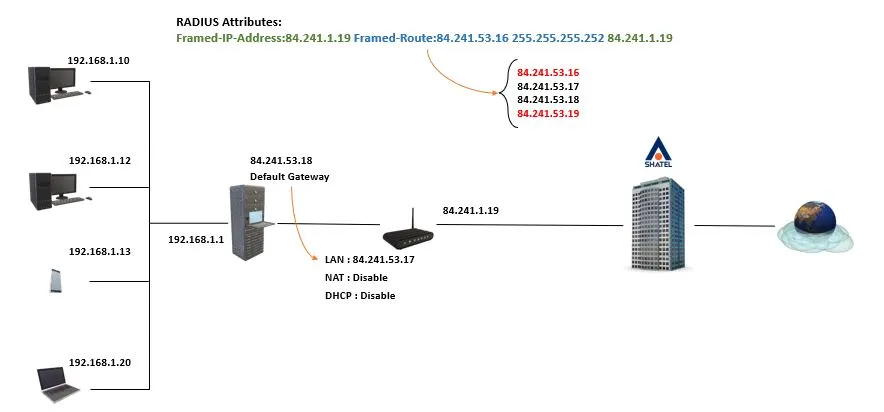 RADIUS Attributes:
Framed-IP-Address:84.241.1.19 Framed-Route:84.241.53.16 255.255.255.252 84.241.1.19
192.168.1.10
84.241.53.16
84.241.53.17
84.241.53.18
84.241.53.19
192.168.1.12
84.241.53.18
Default Gateway
SHATEL
84.241.1.19
192.168.1.1
192.168.1.13
LAN : 84.241.53.17
NAT : Disable
DHCP : Disable
192.168.1.20